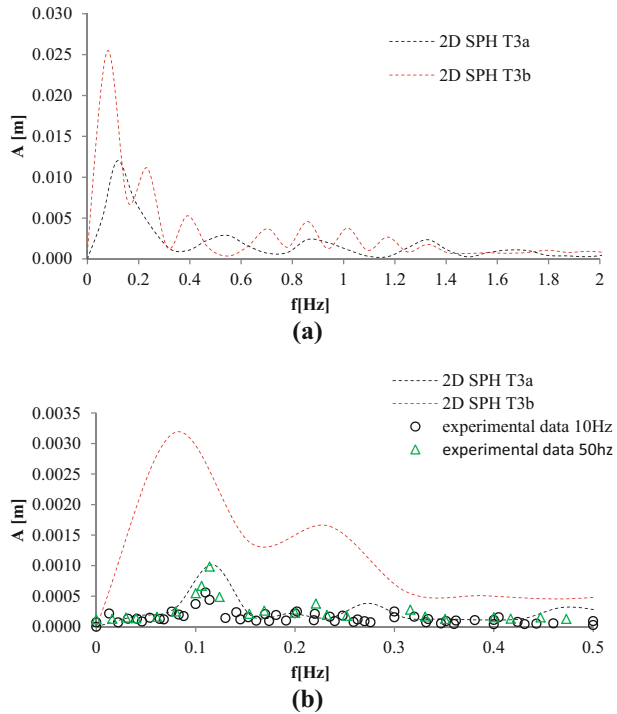 0.030
0.025
0.020
0.015
0.010
0.005
0.000
A [m]
2D SPH T3a
2D SPH T3b
0 0.2 0.4 0.6 0.8 1 1.2 1.4 1.6 1.8 2
f[Hz]
(a)
2D SPH T3a
2D SPH T3b
experimental data 10Hz
experimental data 50hz
0.0035
0.0030
0.0025
0.0020
0.0015
0.0010
0.0005
0.0000
A [m]
0 0.1 0.2 0.3 0.4 0.5
f[Hz]
(b)